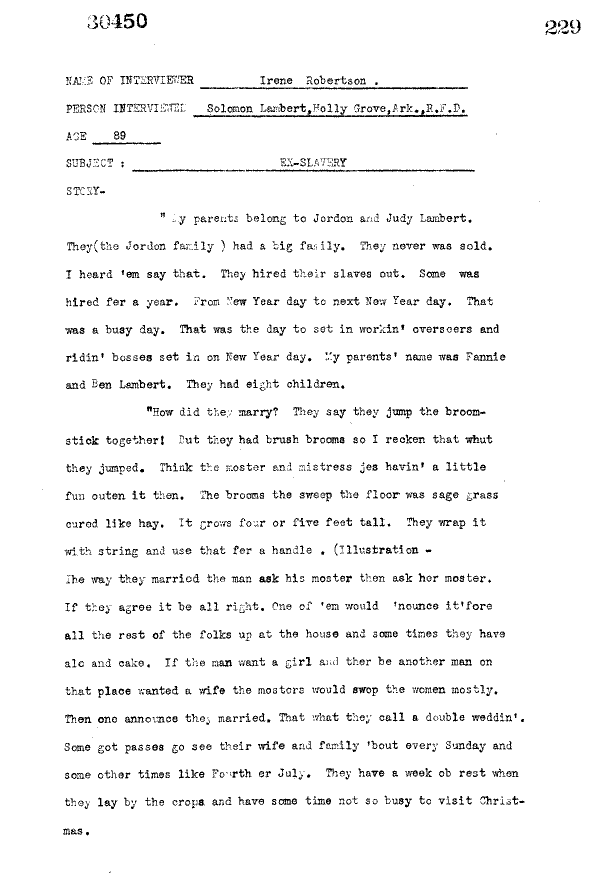 30450
229
NAME OF INTERVIEWER Irene Robertson .
PERSON INTERVIEWED Solomon Lambert,Holly Grove,Ark.,R.F.D.
AGE 89
SUBJECT : EX-SLAVERY
STORY-
" My parents belong to Jordon and Judy Lambert.
They(the Jordon family ) had a big family. They never was sold.
I heard 'em say that. They hired their slaves out. Some was
hired fer a year. From New Year day to next New Year day. That
was a busy day. That was the day to set in workin' overseers and
ridin' bosses set in on New Year day. My parents' name was Fannie
and Ben Lambert. They had eight children.
"How did they marry? They say they jump the broom-
stick together! But they had brush brooms so I recken that whut
they jumped. Think the moster and mistress jes havin' a little
fun outen it then. The brooms the sweep the floor was sage grass
cured like hay. It grows four or five feet tall. They wrap it
with string and use that fer a handle . (Illustration -
The way they married the man ask his moster then ask her moster.
If they agree it be all right. One of 'em would 'nounce it'fore
all the rest of the folks up at the house and some times they have
ale and cake. If the man want a girl and ther be another man on
that place wanted a wife the mosters would swop the women mostly.
Then one announce they married. That what they call a double weddin'.
Some got passes go see their wife and family 'bout every Sunday and
some other times like Fourth er July. They have a week ob rest when
they lay by the crops and have some time not so busy to visit Christ-
mas.